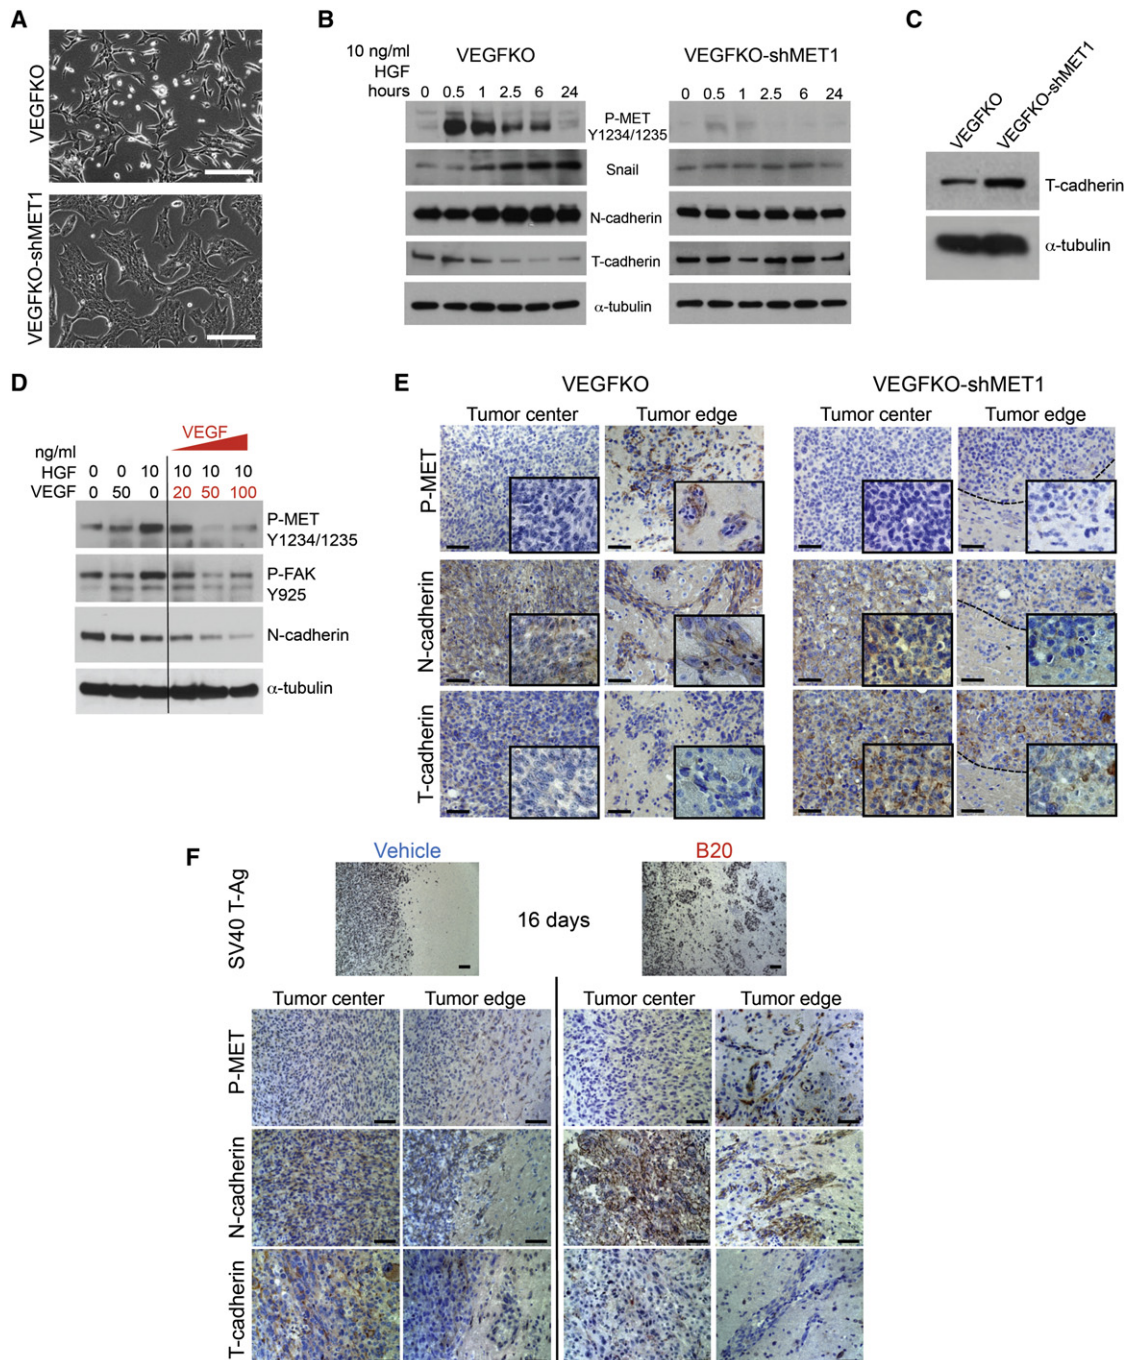 A
VEGFKO
VEGFKO-shMET1
B
10 ng/ml
HGF
hours
VEGFKO
VEGFKO-shMET1
0 0.5 1 2.5 6 24
0 0.5 1 2.5 6 24
P-MET
Y1234/1235
Snail
N-cadherin
T-cadherin
α-tubulin
C
VEGFKO
VEGFKO-shMET1
T-cadherin
α-tubulin
D
VEGF
ng/ml
HGF 0 0 10 10 10 10
VEGF 0 50 0 20 50 100
P-MET
Y1234/1235
P-FAK
Y925
N-cadherin
α-tubulin
E
VEGFKO
VEGFKO-shMET1
Tumor center Tumor edge
Tumor center Tumor edge
P-MET
N-cadherin
T-cadherin
F
Vehicle
B20
SV40 T-Ag
16 days
Tumor center Tumor edge
Tumor center Tumor edge
P-MET
N-cadherin
T-cadherin